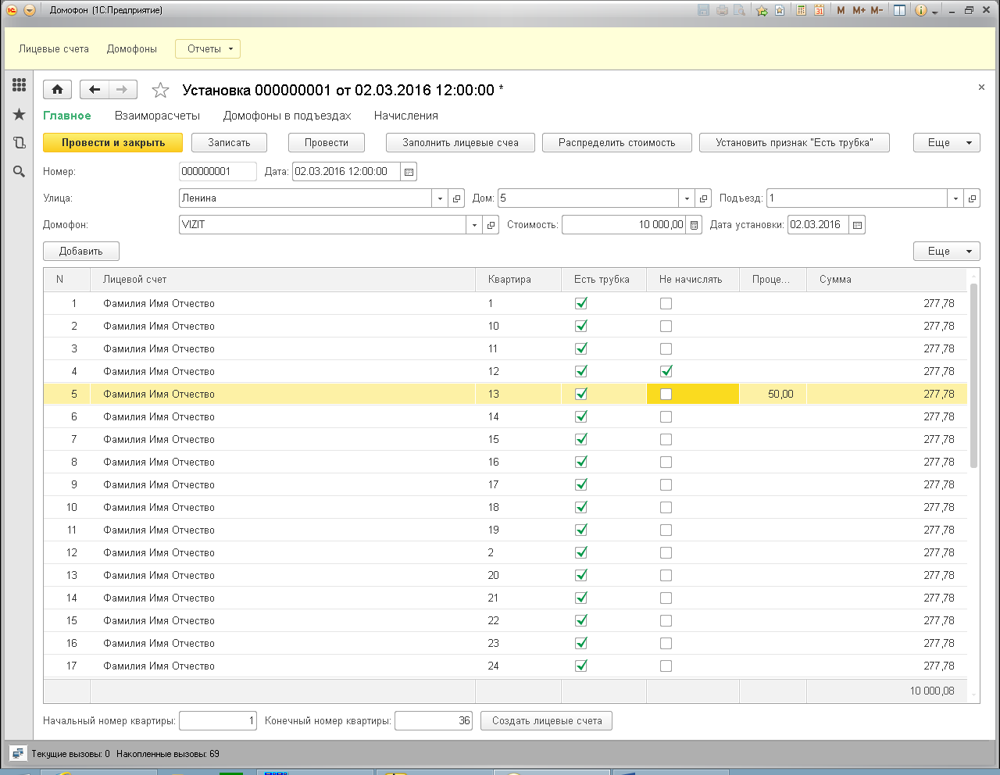 Домофон (1С:Предприятие)
M M+ M-
Лицевые счета Домофоны Отчеты
Установка 000000001 от 02.03.2016 12:00:00 *
Главное Взаиморасчеты Домофоны в подъездах Начисления
Провести и закрыть Записать Провести Заполнить лицевые счеа Распределить стоимость Установить признак "Есть трубка" Еще
Номер: 000000001 Дата: 02.03.2016 12:00:00
Улица: Ленина Дом: 5 Подъезд: 1
Домофон: VIZIT Стоимость: 10 000,00 Дата установки: 02.03.2016
Добавить Еще
N Лицевой счет Квартира Есть трубка Не начислять Проце... Сумма
1 Фамилия Имя Отчество 1 277,78
2 Фамилия Имя Отчество 10 277,78
3 Фамилия Имя Отчество 11 277,78
4 Фамилия Имя Отчество 12 277,78
5 Фамилия Имя Отчество 13 50,00 277,78
6 Фамилия Имя Отчество 14 277,78
7 Фамилия Имя Отчество 15 277,78
8 Фамилия Имя Отчество 16 277,78
9 Фамилия Имя Отчество 17 277,78
10 Фамилия Имя Отчество 18 277,78
11 Фамилия Имя Отчество 19 277,78
12 Фамилия Имя Отчество 2 277,78
13 Фамилия Имя Отчество 20 277,78
14 Фамилия Имя Отчество 21 277,78
15 Фамилия Имя Отчество 22 277,78
16 Фамилия Имя Отчество 23 277,78
17 Фамилия Имя Отчество 24 277,78
10 000,08
Начальный номер квартиры: 1 Конечный номер квартиры: 36 Создать лицевые счета
Текущие вызовы: 0 Накопленные вызовы: 69